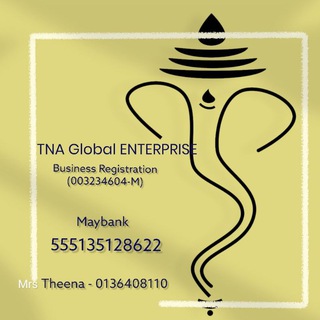 TNA Global ENTERPRISE
Business Registration
(003234604-M)
Maybank
555135128622
Mrs Theena - 0136408110